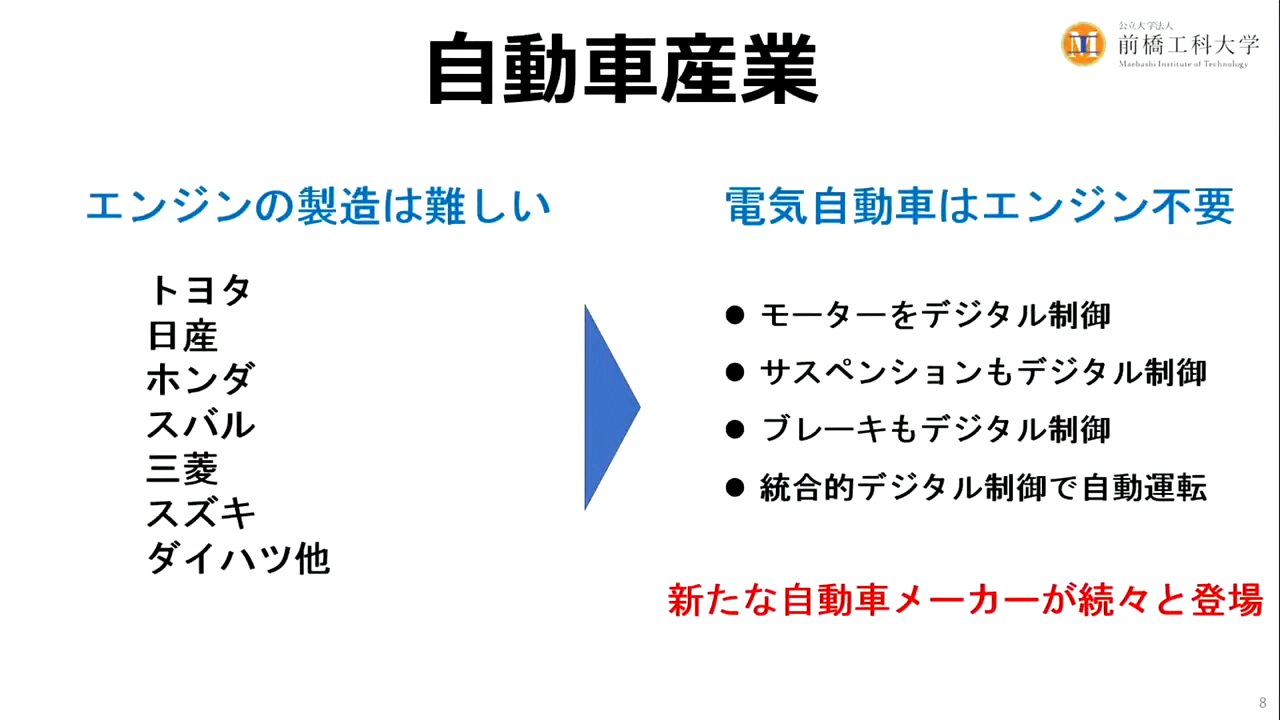 自動車産業
公立大学法人
前橋工科大学
Maebashi Institute of Technology
エンジンの製造は難しい
トヨタ
日産
ホンダ
スバル
三菱
スズキ
ダイハツ他
電気自動車はエンジン不要
● モーターをデジタル制御
● サスペンションもデジタル制御
● ブレーキもデジタル制御
● 統合的デジタル制御で自動運転
新たな自動車メーカーが続々と登場
8